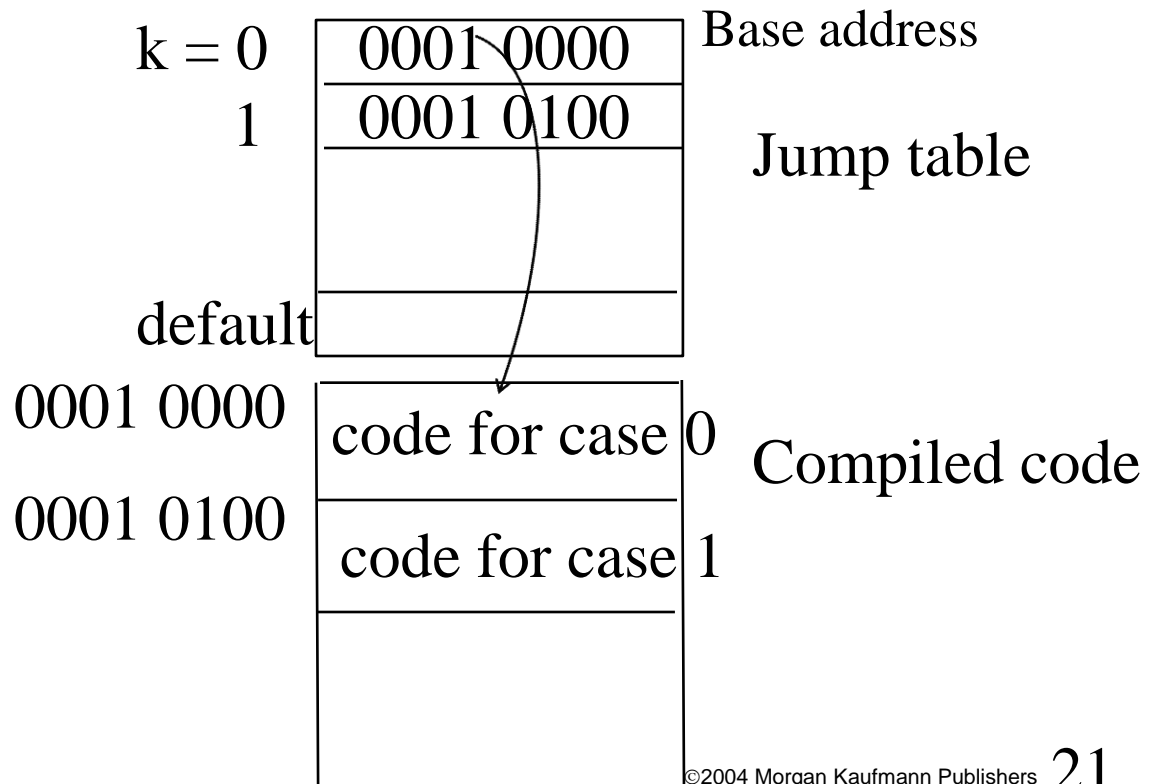 k = 0 0001 0000 Base address
1 0001 0100
Jump table
default
0001 0000
code for case 0
Compiled code
0001 0100
code for case 1
©2004 Morgan Kaufmann Publishers 21